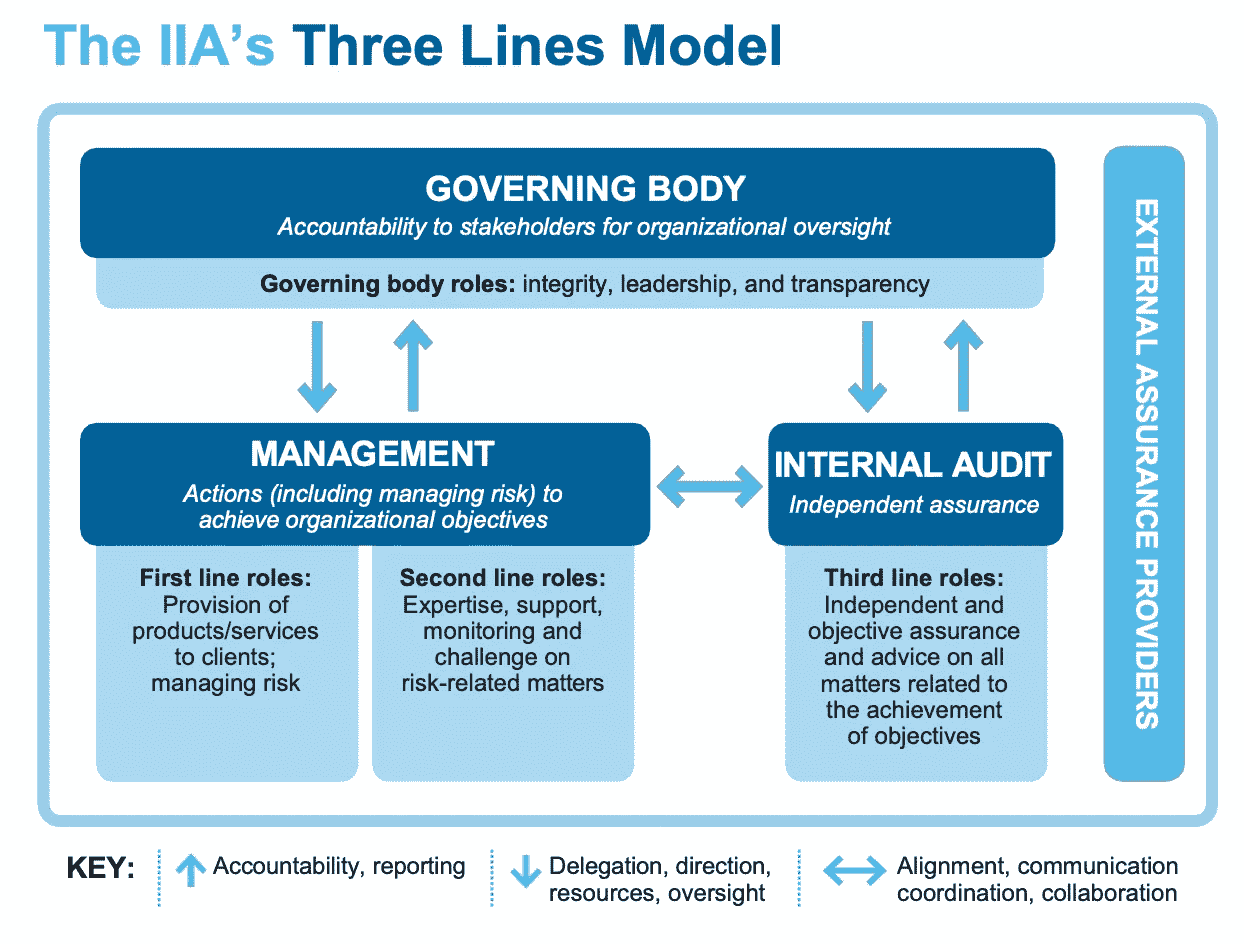 The IIA's Three Lines Model
GOVERNING BODY
Accountability to stakeholders for organizational oversight
Governing body roles: integrity, leadership, and transparency
MANAGEMENT
Actions (including managing risk) to
achieve organizational objectives
First line roles:
Provision of
products/services
to clients;
managing risk
Second line roles:
Expertise, support,
monitoring and
challenge on
risk-related matters
INTERNAL AUDIT
Independent assurance
Third line roles:
Independent and
objective assurance
and advice on all
matters related to
the achievement
of objectives
EXTERNAL ASSURANCE PROVIDERS
KEY:
Accountability, reporting
Delegation, direction,
resources, oversight
Alignment, communication
coordination, collaboration